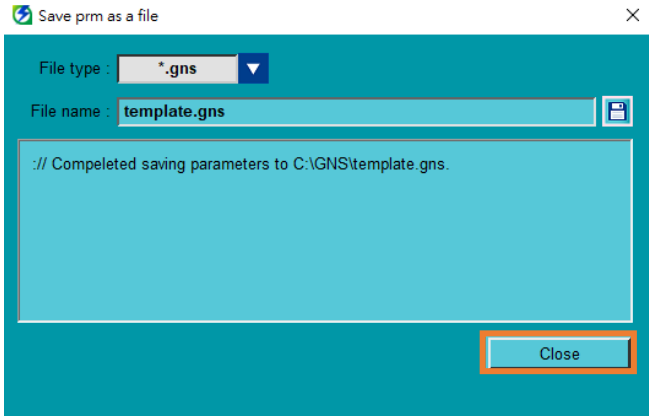 Save prm as a file
File type : *.gns
File name : template.gns
:// Compeleted saving parameters to C:\GNS\template.gns.
Close